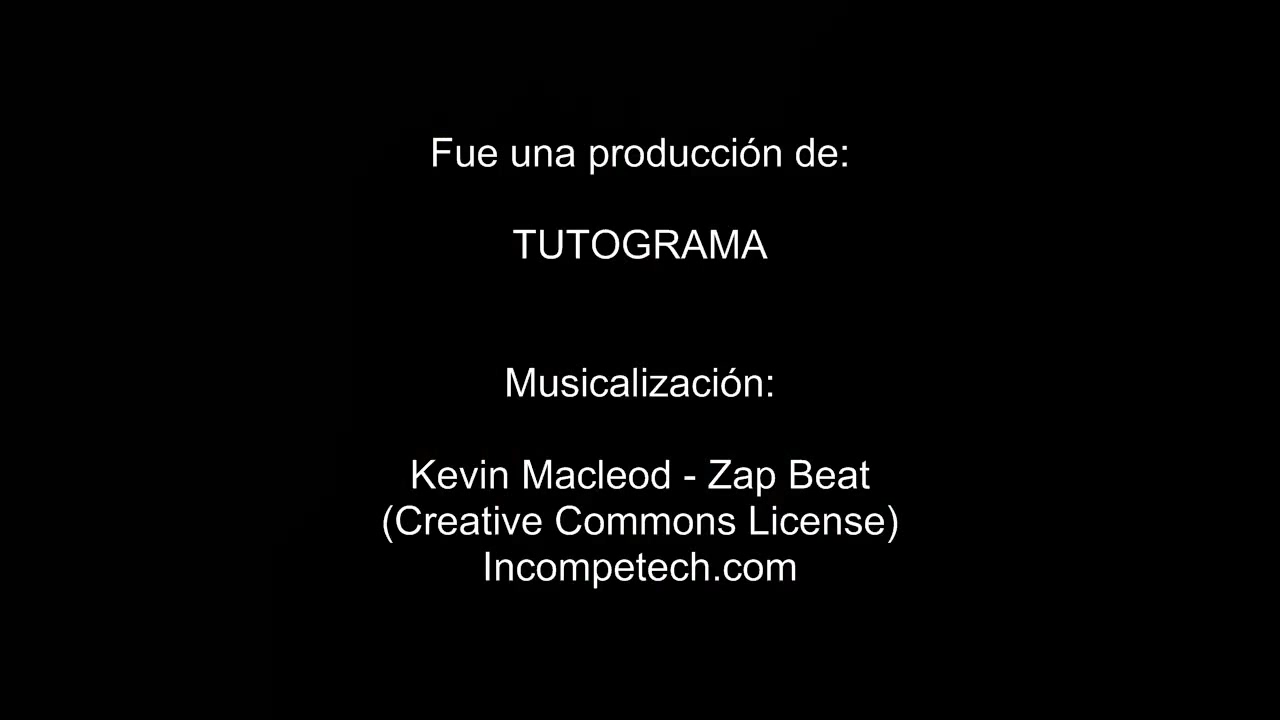 Fue una producción de:
TUTOGRAMA
Musicalización:
Kevin Macleod - Zap Beat
(Creative Commons License)
Incompetech.com